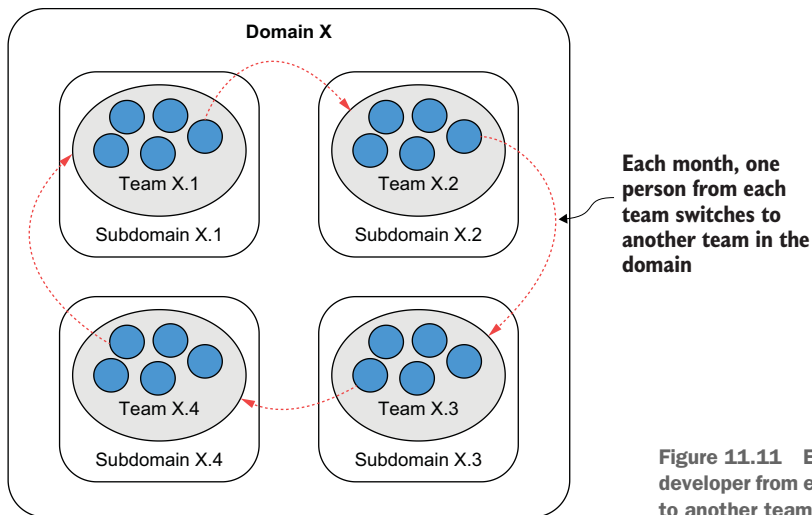 Domain X
Team X.1
Subdomain X.1
Team X.2
Subdomain X.2
Team X.4
Subdomain X.4
Team X.3
Subdomain X.3
Each month, one
person from each
team switches to
another team in the
domain
Figure 11.11 E
developer from e
to another team